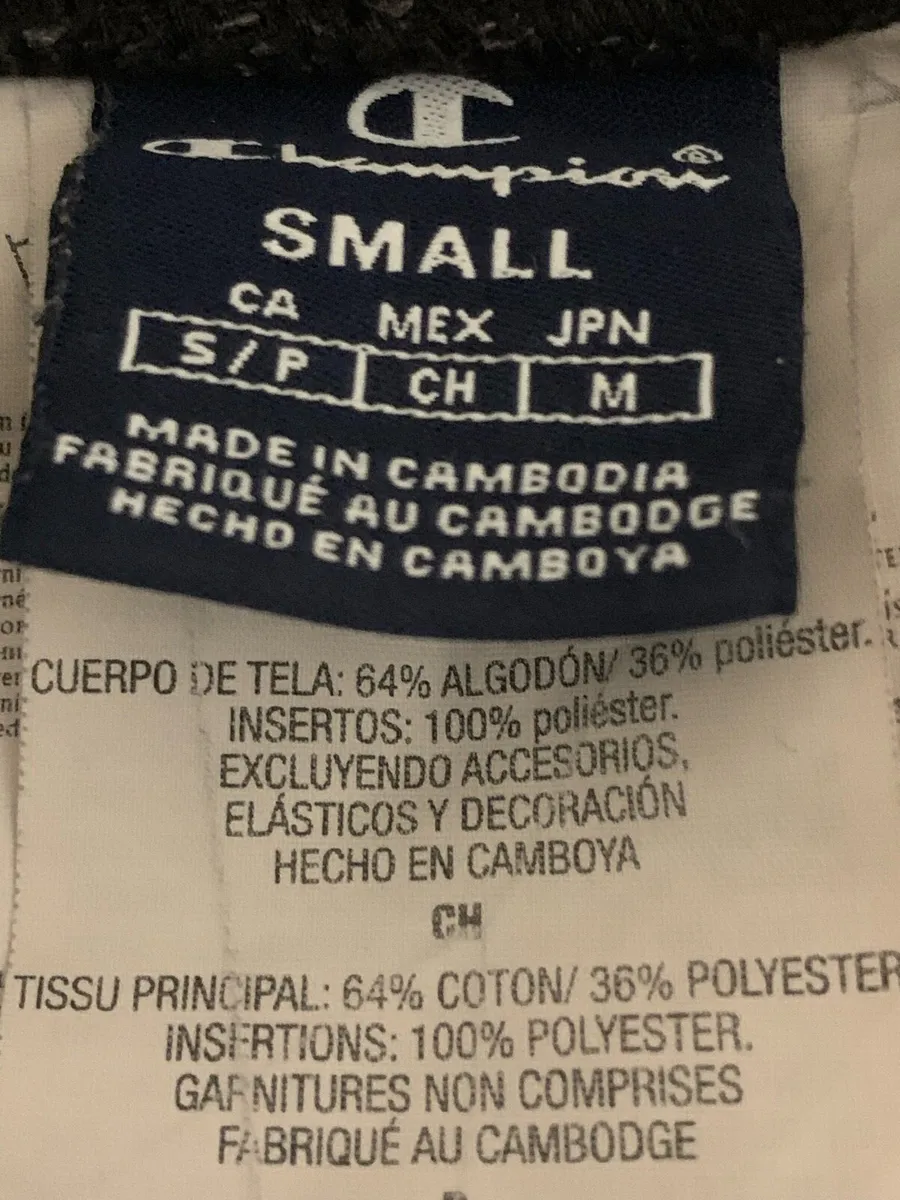 Champion®
SMALL
CA MEX JPN
S/P CH M
MADE IN CAMBODIA
FABRIQUÉ AU CAMBODGE
HECHO EN CAMBOYA
CUERPO DE TELA: 64% ALGODÓN/ 36% poliéster.
INSERTOS: 100% poliéster.
EXCLUYENDO ACCESORIOS,
ELÁSTICOS Y DECORACIÓN
HECHO EN CAMBOYA
CH
TISSU PRINCIPAL: 64% COTON/ 36% POLYESTER
INSERTIONS: 100% POLYESTER.
GARNITURES NON COMPRISES
FABRIQUÉ AU CAMBODGE